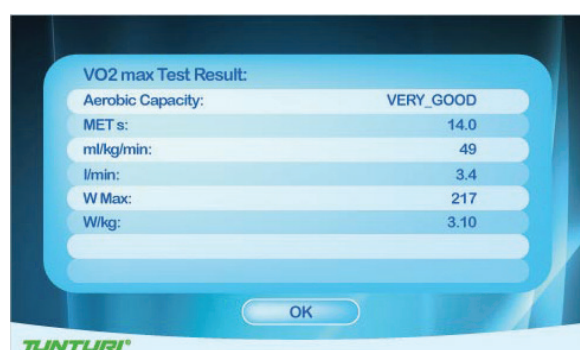 VO2 max Test Result:
Aerobic Capacity: VERY_GOOD
MET s: 14.0
ml/kg/min: 49
l/min: 3.4
W Max: 217
W/kg: 3.10
OK
TUNTURI®